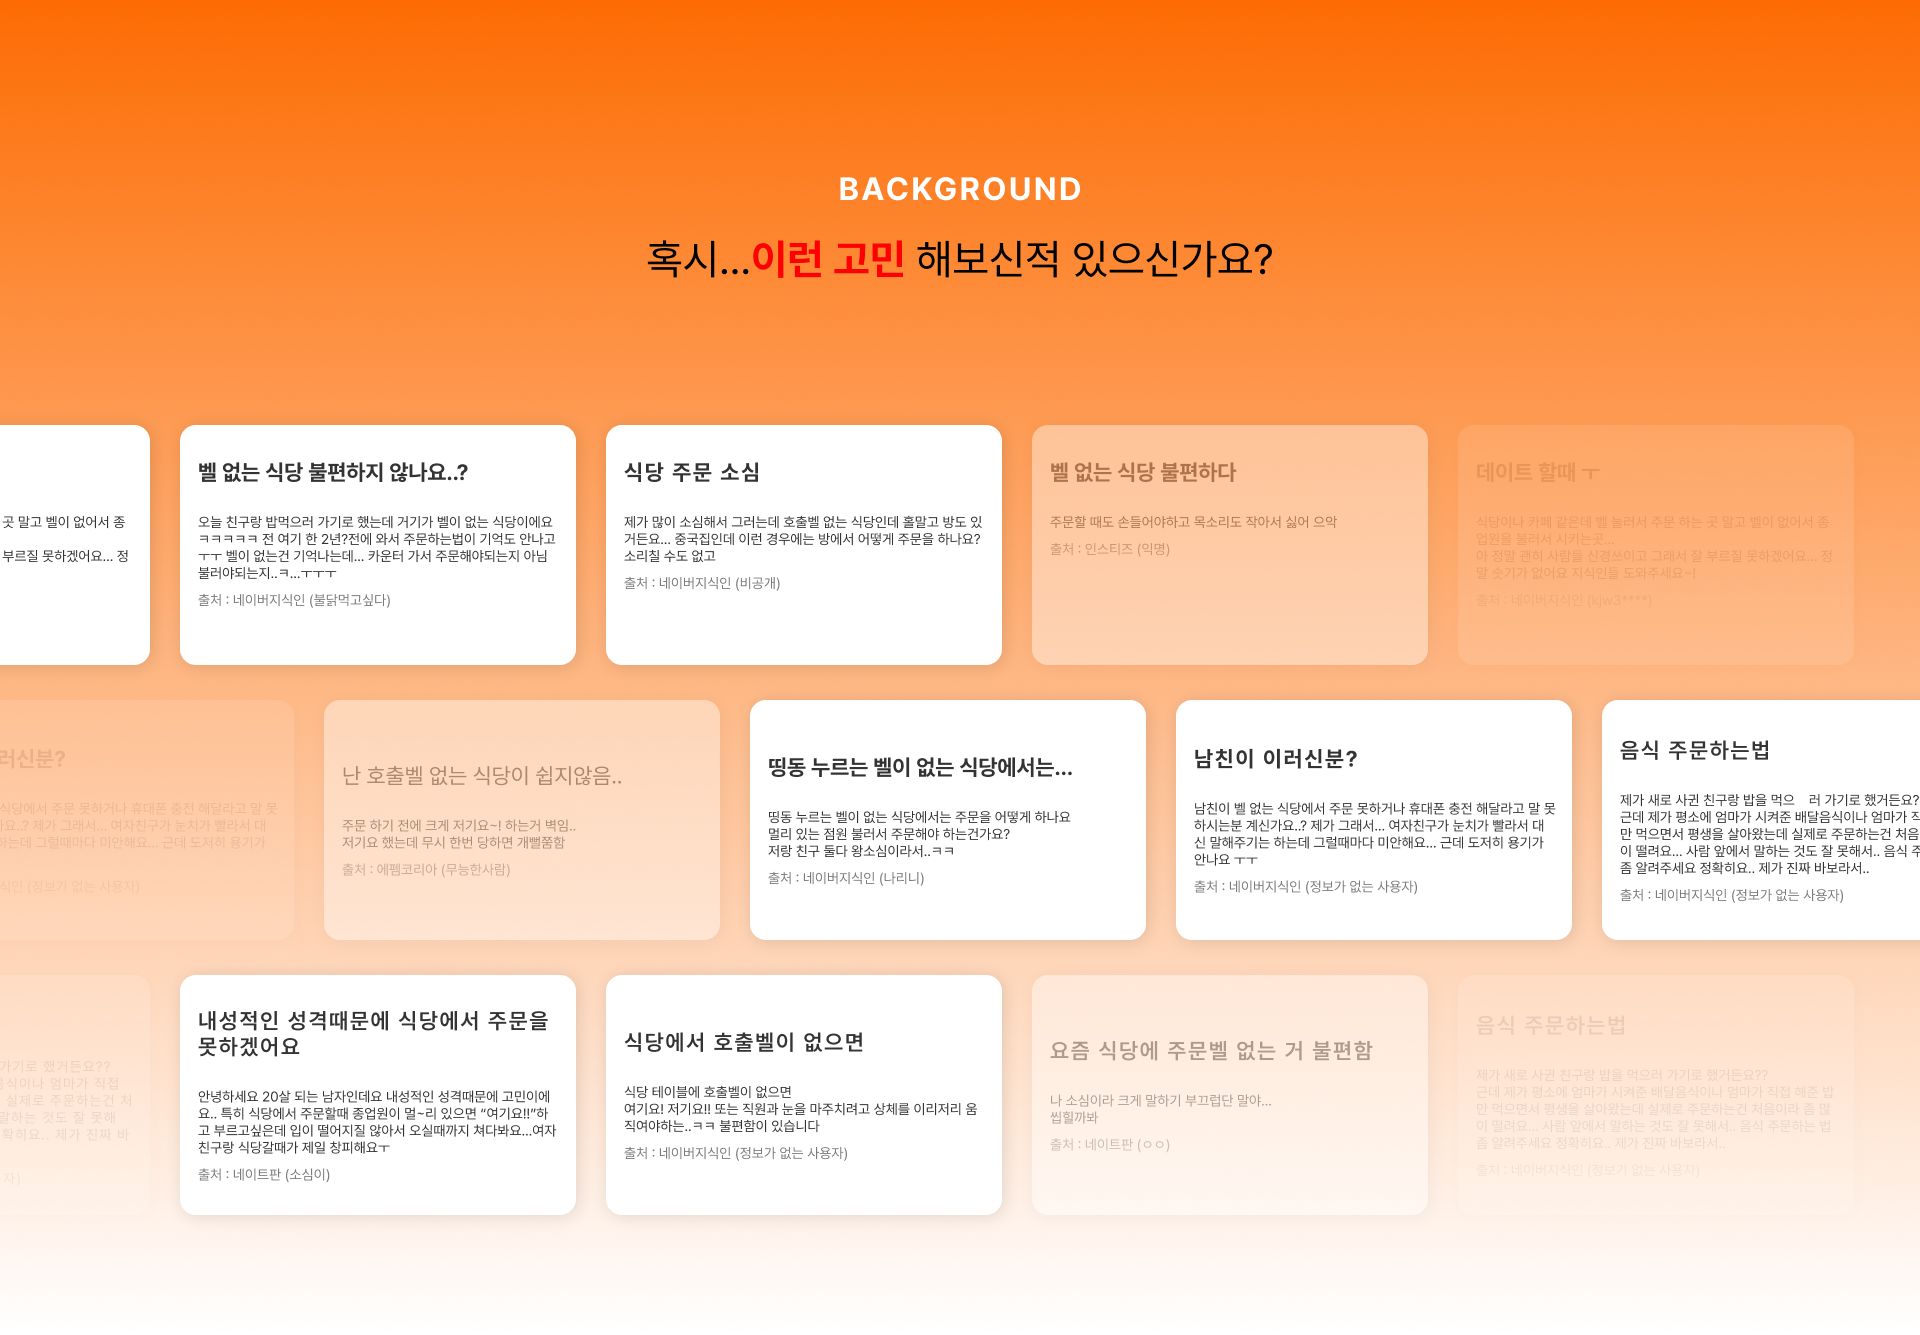 BACKGROUND
혹시...이런 고민 해보신적 있으신가요?
곳 말고 벨이 없어서 종
부르질 못하겠어요... 정
벨 없는 식당 불편하지 않나요..?
오늘 친구랑 밥먹으러 가기로 했는데 거기가 벨이 없는 식당이에요
ㅋㅋㅋㅋㅋ 전 여기 한 2년?전에 와서 주문하는법이 기억도 안나고
ㅜㅜ 벨이 없는건 기억나는데... 카운터 가서 주문해야되는지 아님
불러야되는지..ㅋ...ㅜㅜㅜ
출처 : 네이버지식인 (불닭먹고싶다)
식당 주문 소심
제가 많이 소심해서 그러는데 호출벨 없는 식당인데 홀말고 방도 있
거든요... 중국집인데 이런 경우에는 방에서 어떻게 주문을 하나요?
소리칠 수도 없고
출처 : 네이버지식인 (비공개)
벨 없는 식당 불편하다
주문할 때도 손들어야하고 목소리도 작아서 싫어 으악
출처 : 인스티즈 (익명)
데이트 할때 ㅜ
식당이나 카페 같은데 벨 눌러서 주문 하는 곳 말고 벨이 없어서 종
업원을 불러서 시키는곳...
아 정말 괜히 사람들 신경쓰이고 그래서 잘 부르질 못하겠어요... 정
말 숫기가 없어요 지식인들 도와주세요~!
출처 : 네이버지식인 (kjw3****)
러신분?
식당에서 주문 못하거나 휴대폰 충전 해달라고 말 못
가요..? 제가 그래서... 여자친구가 눈치가 빨라서 대
하는데 그럴때마다 미안해요... 근데 도저히 용기가
식인 (정보가 없는 사용자)
난 호출벨 없는 식당이 쉽지않음..
주문 하기 전에 크게 저기요~! 하는거 벽임..
저기요 했는데 무시 한번 당하면 개뻘쭘함
출처 : 에펨코리아 (무능한사람)
띵동 누르는 벨이 없는 식당에서는...
띵동 누르는 벨이 없는 식당에서는 주문을 어떻게 하나요
멀리 있는 점원 불러서 주문해야 하는건가요?
저랑 친구 둘다 왕소심이라서..ㅋㅋ
출처 : 네이버지식인 (나리니)
남친이 이러신분?
남친이 벨 없는 식당에서 주문 못하거나 휴대폰 충전 해달라고 말 못
하시는분 계신가요..? 제가 그래서... 여자친구가 눈치가 빨라서 대
신 말해주기는 하는데 그럴때마다 미안해요... 근데 도저히 용기가
안나요 ㅜㅜ
출처 : 네이버지식인 (정보가 없는 사용자)
음식 주문하는법
제가 새로 사귄 친구랑 밥을 먹으 러 가기로 했거든요?
근데 제가 평소에 엄마가 시켜준 배달음식이나 엄마가 직
만 먹으면서 평생을 살아왔는데 실제로 주문하는건 처음
이 떨려요... 사람 앞에서 말하는 것도 잘 못해서.. 음식 주
좀 알려주세요 정확히요.. 제가 진짜 바보라서..
출처 : 네이버지식인 (정보가 없는 사용자)
가기로 했거든요??
음식이나 엄마가 직접
실제로 주문하는건 처
말하는 것도 잘 못해
확히요.. 제가 진짜 바
자)
내성적인 성격때문에 식당에서 주문을
못하겠어요
안녕하세요 20살 되는 남자인데요 내성적인 성격때문에 고민이에
요.. 특히 식당에서 주문할때 종업원이 멀~리 있으면 “여기요!!”하
고 부르고싶은데 입이 떨어지질 않아서 오실때까지 쳐다봐요...여자
친구랑 식당갈때가 제일 창피해요ㅜ
출처 : 네이트판 (소심이)
식당에서 호출벨이 없으면
식당 테이블에 호출벨이 없으면
여기요! 저기요!! 또는 직원과 눈을 마주치려고 상체를 이리저리 움
직여야하는..ㅋㅋ 불편함이 있습니다
출처 : 네이버지식인 (정보가 없는 사용자)
요즘 식당에 주문벨 없는 거 불편함
나 소심이라 크게 말하기 부끄럽단 말야...
씹힐까봐
출처 : 네이트판 (ㅇㅇ)
음식 주문하는법
제가 새로 사귄 친구랑 밥을 먹으러 가기로 했거든요??
근데 제가 평소에 엄마가 시켜준 배달음식이나 엄마가 직접 해준 밥
만 먹으면서 평생을 살아왔는데 실제로 주문하는건 처음이라 좀 많
이 떨려요... 사람 앞에서 말하는 것도 잘 못해서.. 음식 주문하는 법
좀 알려주세요 정확히요.. 제가 진짜 바보라서..
출처 : 네이버지식인 (정보가 없는 사용자)